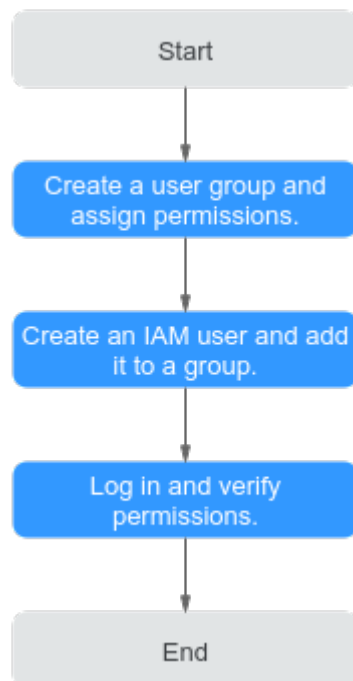 Start
Create a user group and
assign permissions.
Create an IAM user and add
it to a group.
Log in and verify
permissions.
End